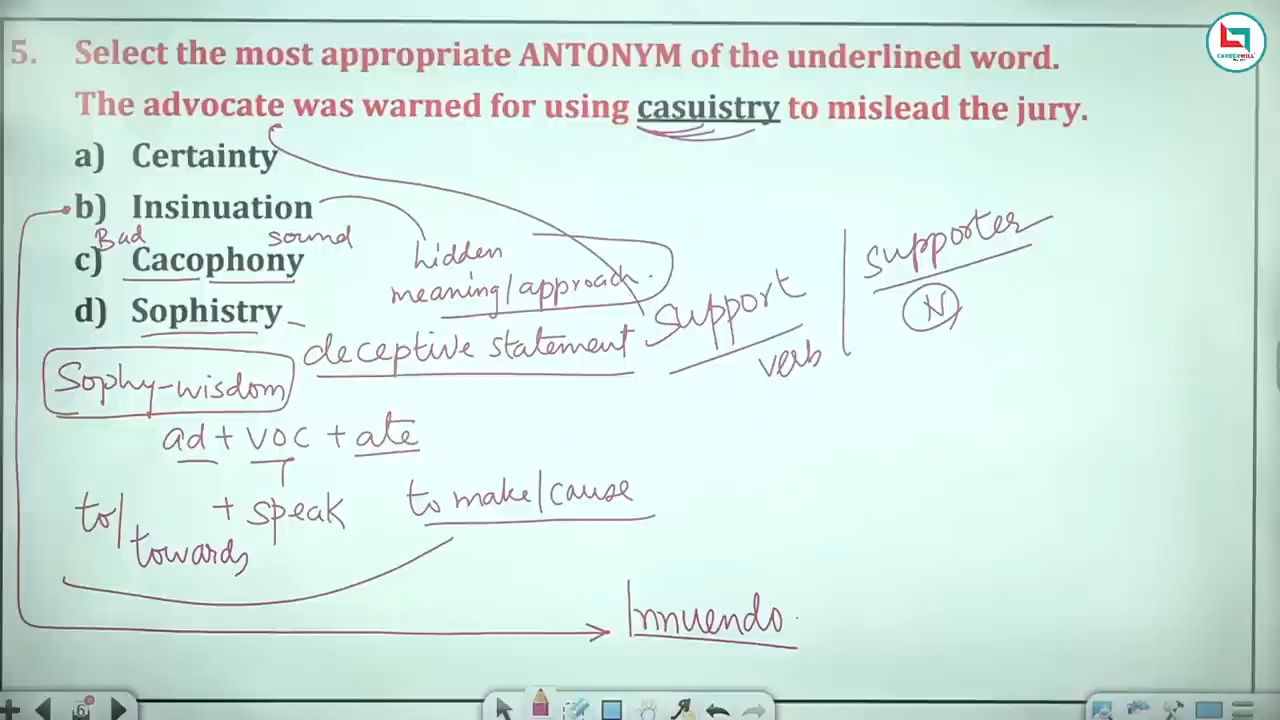 5. Select the most appropriate ANTONYM of the underlined word.
The advocate was warned for using casuistry to mislead the jury.
a) Certainty
b) Insinuation
Bad sound
c) Cacophony
hidden
meaning/approach.
d) Sophistry
deceptive statement
support
verb
supporter
N
Sophy-wisdom
ad + voc + ate
to/
towards
+ speak
to make/cause
Innuendo
CAREERWILL
6